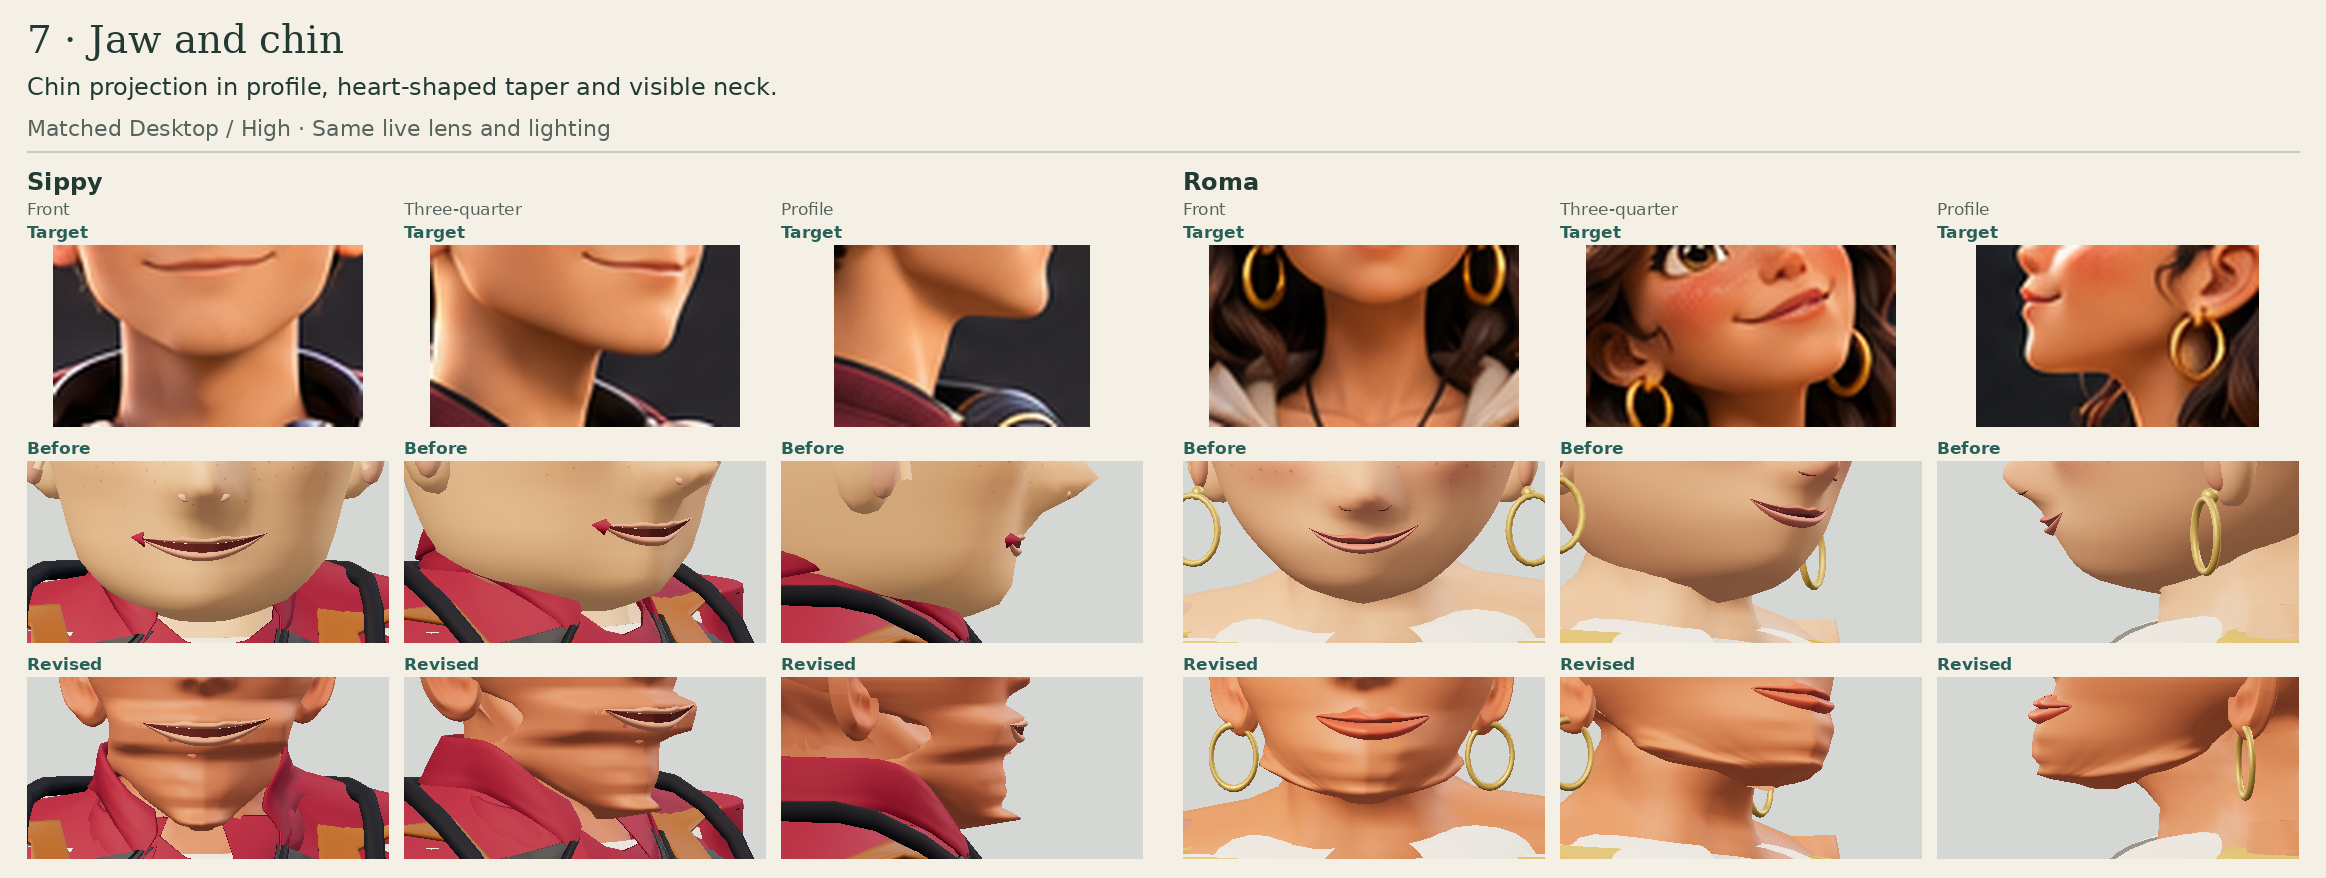 7 · Jaw and chin
Chin projection in profile, heart-shaped taper and visible neck.
Matched Desktop / High · Same live lens and lighting
Sippy
Front
Three-quarter
Profile
Target
Target
Target
Before
Before
Before
Revised
Revised
Revised
Roma
Front
Three-quarter
Profile
Target
Target
Target
Before
Before
Before
Revised
Revised
Revised